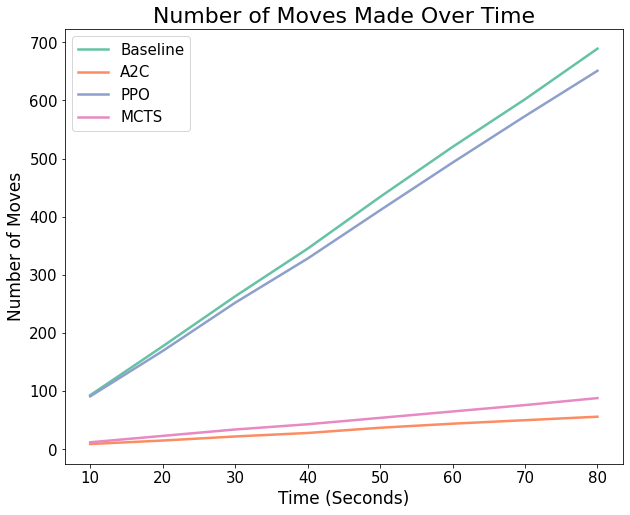 Number of Moves Made Over Time
Baseline
A2C
PPO
MCTS
Number of Moves
700
600
500
400
300
200
100
0
10 20 30 40 50 60 70 80
Time (Seconds)